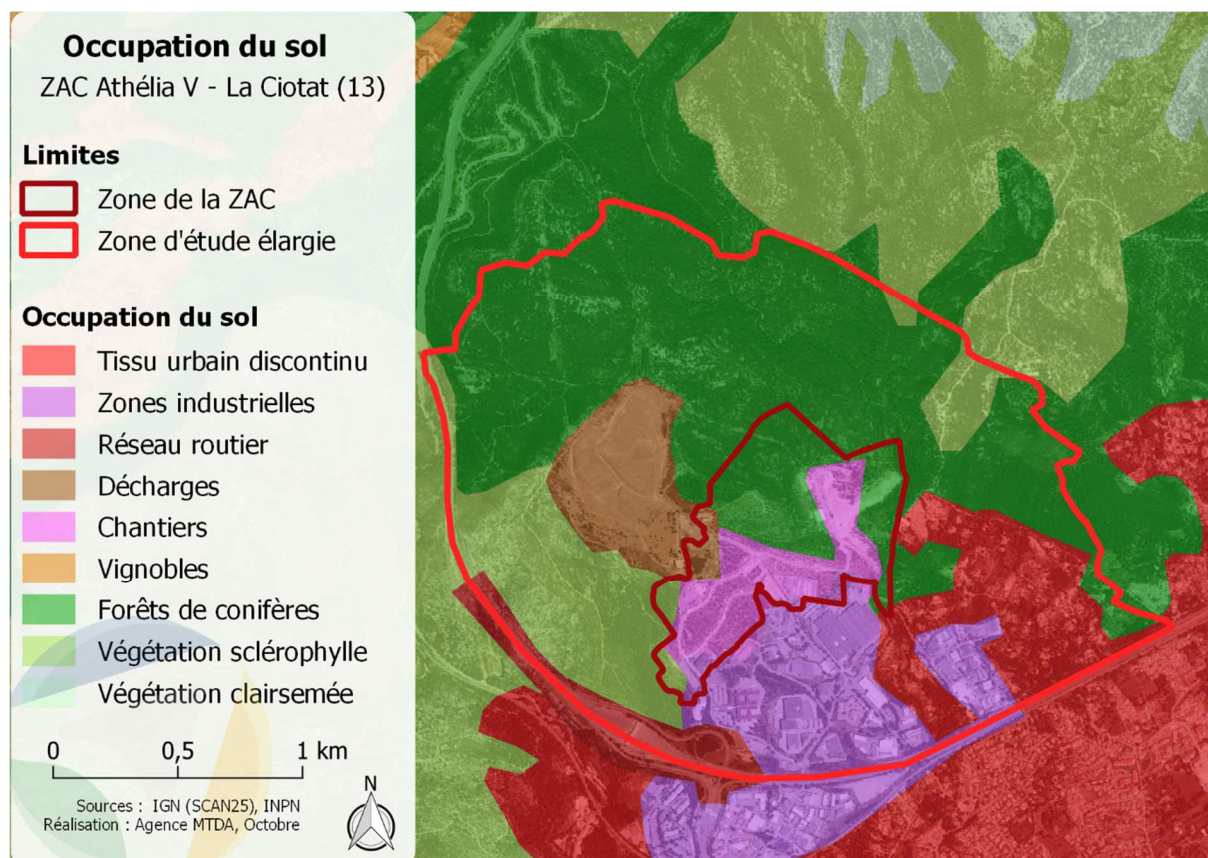 Occupation du sol
ZAC Athélia V - La Ciotat (13)
Limites
Zone de la ZAC
Zone d'étude élargie
Occupation du sol
Tissu urbain discontinu
Zones industrielles
Réseau routier
Décharges
Chantiers
Vignobles
Forêts de conifères
Végétation sclérophylle
Végétation clairsemée
0 0,5 1 km
Sources : IGN (SCAN25), INPN
Réalisation : Agence MTDA, Octobre
N